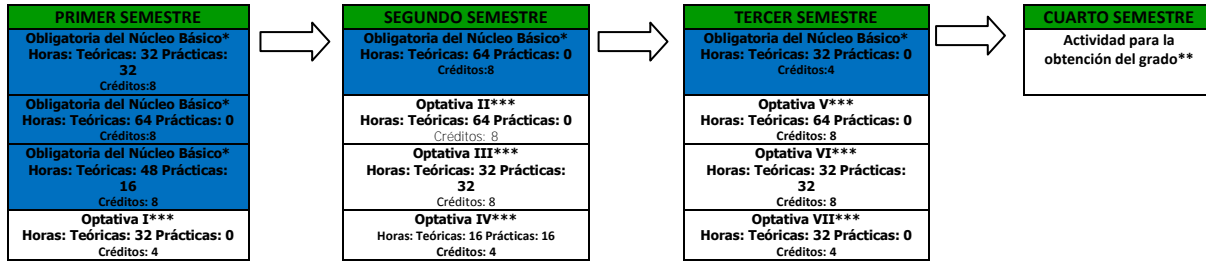 PRIMER SEMESTRE
Obligatoria del Núcleo Básico*
Horas: Teóricas: 32 Prácticas:
32
Créditos:8
Obligatoria del Núcleo Básico*
Horas: Teóricas: 64 Prácticas: 0
Créditos:8
Obligatoria del Núcleo Básico*
Horas: Teóricas: 48 Prácticas:
16
Créditos: 8
Optativa I***
Horas: Teóricas: 32 Prácticas: 0
Créditos: 4
SEGUNDO SEMESTRE
Obligatoria del Núcleo Básico*
Horas: Teóricas: 64 Prácticas: 0
Créditos:8
Optativa II***
Horas: Teóricas: 64 Prácticas: 0
Créditos: 8
Optativa III***
Horas: Teóricas: 32 Prácticas:
32
Créditos: 8
Optativa IV***
Horas: Teóricas: 16 Prácticas: 16
Créditos: 4
TERCER SEMESTRE
Obligatoria del Núcleo Básico*
Horas: Teóricas: 32 Prácticas: 0
Créditos:4
Optativa V***
Horas: Teóricas: 64 Prácticas: 0
Créditos: 8
Optativa VI***
Horas: Teóricas: 32 Prácticas:
32
Créditos: 8
Optativa VII***
Horas: Teóricas: 32 Prácticas: 0
Créditos: 4
CUARTO SEMESTRE
Actividad para la
obtención del grado**